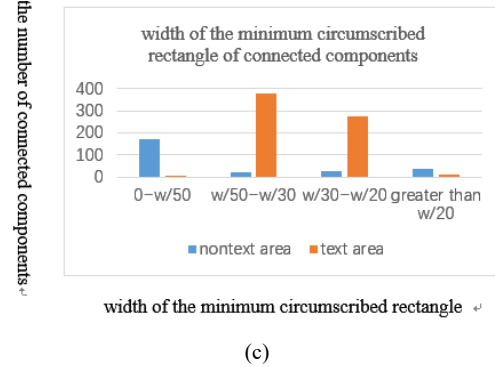 the number of connected components
width of the minimum circumscribed
rectangle of connected components
400
300
200
100
0
0-w/50 w/50-w/30 w/30-w/20 greater than
w/20
nontext area text area
width of the minimum circumscribed rectangle
(c)